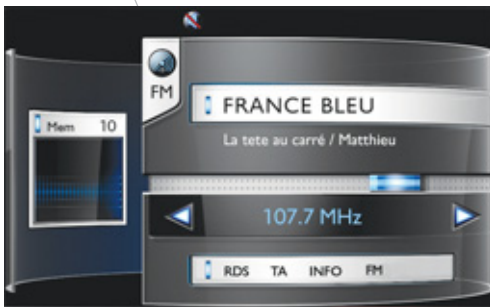 FM
FRANCE BLEU
La tete au carré / Matthieu
Mem 10
107.7 MHz
RDS TA INFO FM